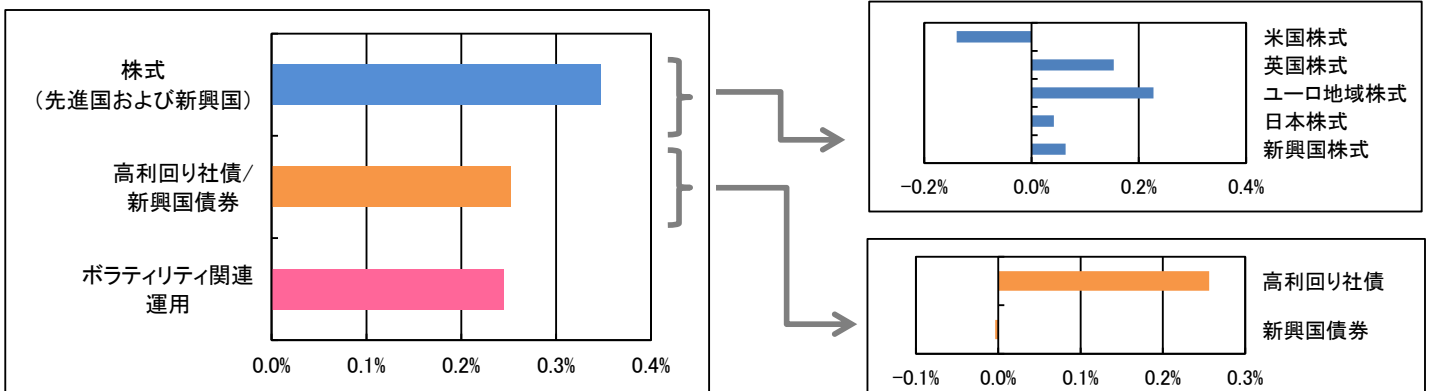 株式
(先進国および新興国)
高利回り社債/
新興国債券
ボラティリティ関連
運用
0.0% 0.1% 0.2% 0.3% 0.4%
米国株式
英国株式
ユーロ地域株式
日本株式
新興国株式
-0.2% 0.0% 0.2% 0.4%
高利回り社債
新興国債券
-0.1% 0.0% 0.1% 0.2% 0.3%